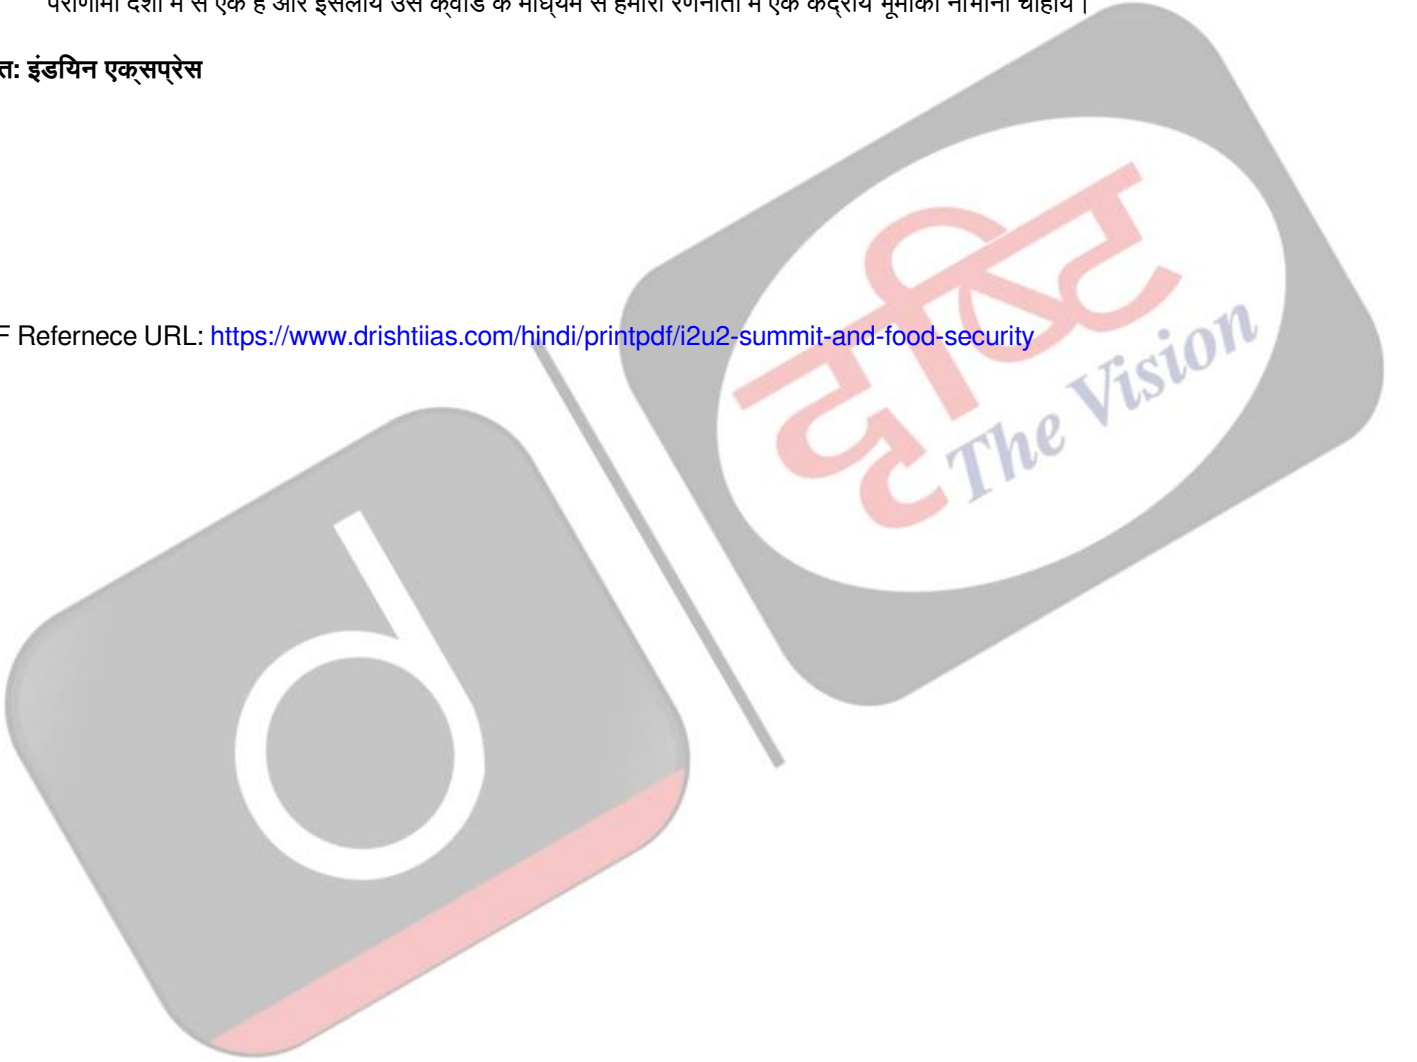 परिणामी देशों में से एक है और इसलिये उसे क्वाड के माध्यम से हमारी रणनीति में एक केंद्रीय भूमिका निभानी चाहिये।
त: इंडियन एक्सप्रेस
F Refernece URL: https://www.drishtiias.com/hindi/printpdf/i2u2-summit-and-food-security
दृष्टि
The Vision
d